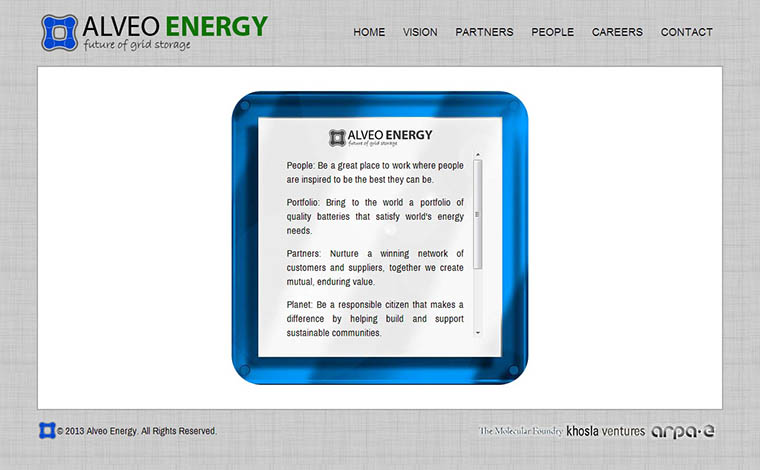 ALVEO ENERGY
future of grid storage
HOME VISION PARTNERS PEOPLE CAREERS CONTACT
ALVEO ENERGY
future of grid storage
People: Be a great place to work where people
are inspired to be the best they can be.
Portfolio: Bring to the world a portfolio of
quality batteries that satisfy world's energy
needs.
Partners: Nurture a winning network of
customers and suppliers, together we create
mutual, enduring value.
Planet: Be a responsible citizen that makes a
difference by helping build and support
sustainable communities.
© 2013 Alveo Energy. All Rights Reserved.
The Molecular Foundry khosla ventures arpa·e